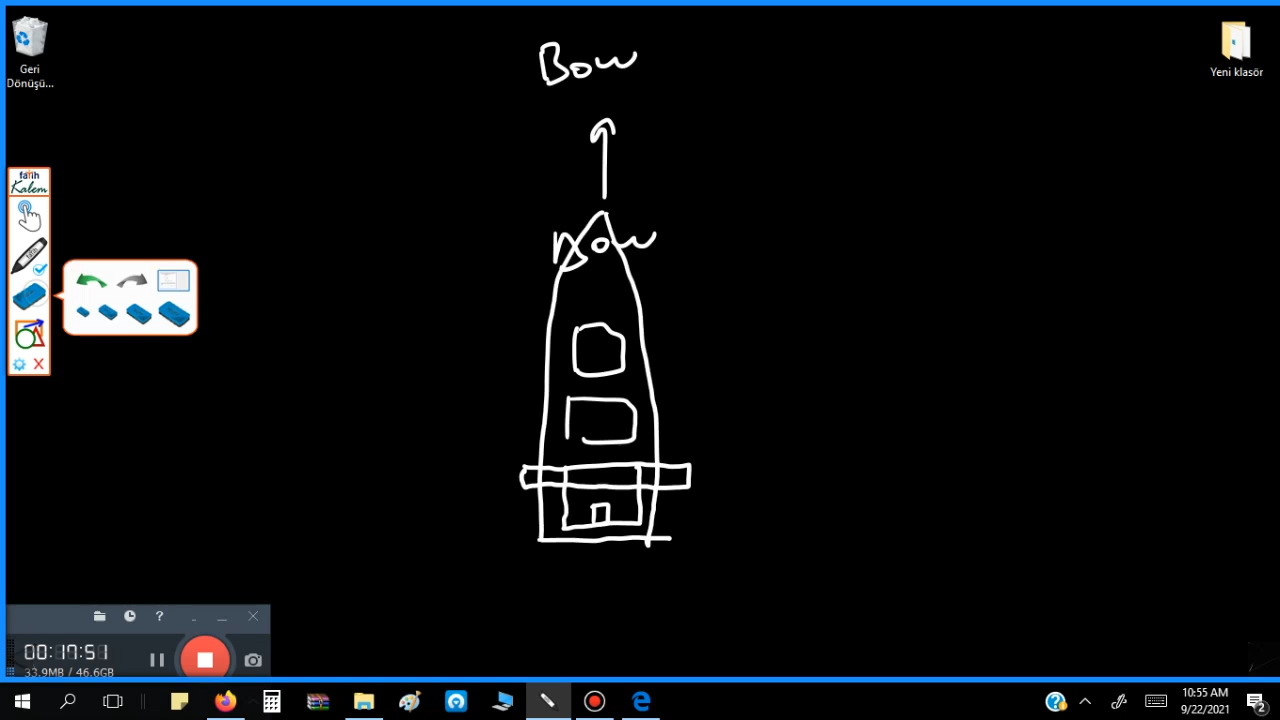 Bow
Geri
Dönüşü...
Yeni klasör
fatih
Kalem
Bow
00:17:51
33.9MB / 46.6GB
10:55 AM
9/22/2021
2